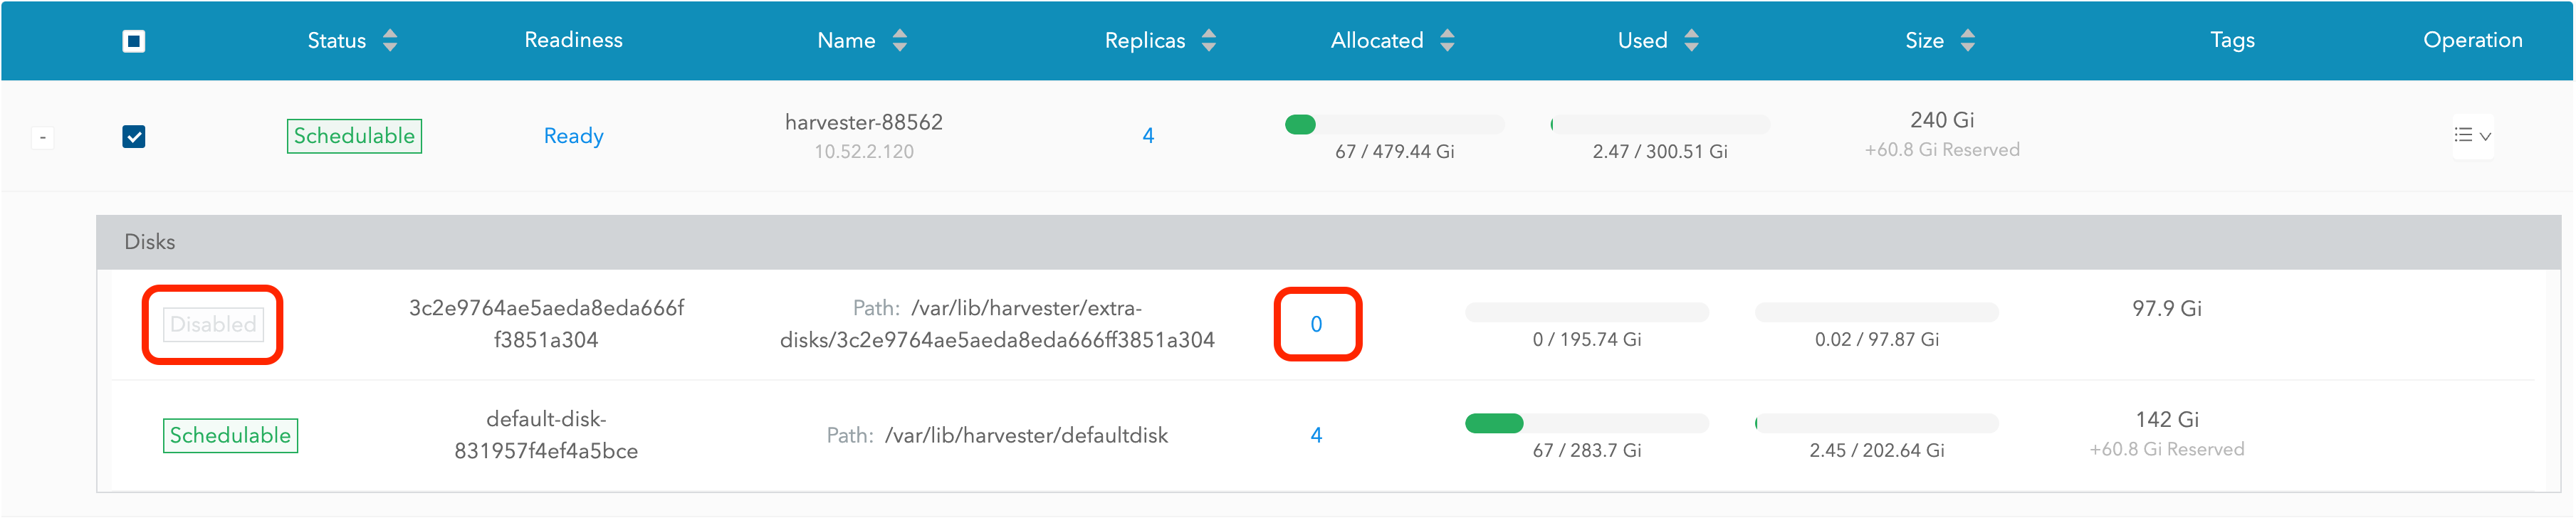 Status Readiness Name Replicas Allocated Used Size Tags Operation
- Schedulable Ready harvester-88562 4 67 / 479.44 Gi 2.47 / 300.51 Gi 240 Gi
10.52.2.120 +60.8 Gi Reserved
Disks
Disabled 3c2e9764ae5aeda8eda666f Path: /var/lib/harvester/extra- 0 97.9 Gi
f3851a304 disks/3c2e9764ae5aeda8eda666ff3851a304 0 / 195.74 Gi 0.02 / 97.87 Gi
Schedulable default-disk- Path: /var/lib/harvester/defaultdisk 4 142 Gi
831957f4ef4a5bce 67 / 283.7 Gi 2.45 / 202.64 Gi +60.8 Gi Reserved